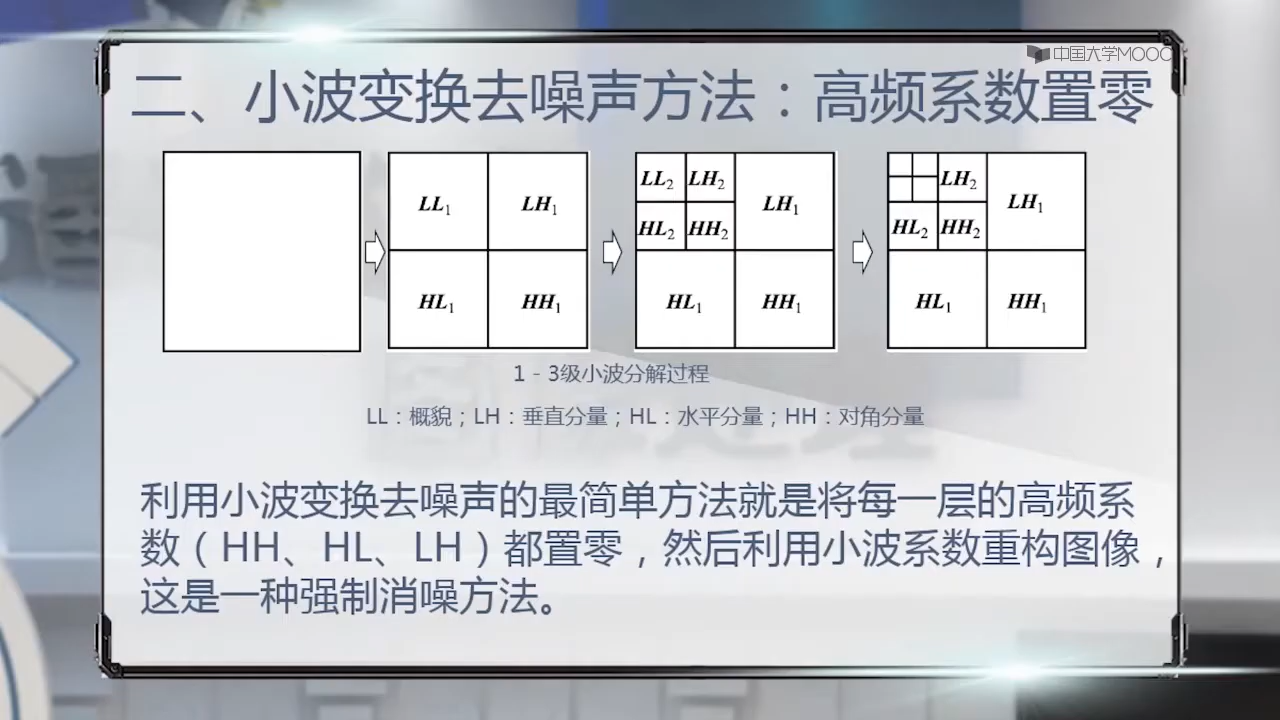 中国大学MOOC
二、小波变换去噪声方法：高频系数置零
LL1 LH1
HL1 HH1
LL2 LH2 LH1
HL2 HH2
HL1 HH1
LH2 LH1
HL2 HH2
HL1 HH1
1 - 3级小波分解过程
LL：概貌；LH：垂直分量；HL：水平分量；HH：对角分量
利用小波变换去噪声的最简单方法就是将每一层的高频系
数（HH、HL、LH）都置零，然后利用小波系数重构图像，
这是一种强制消噪方法。